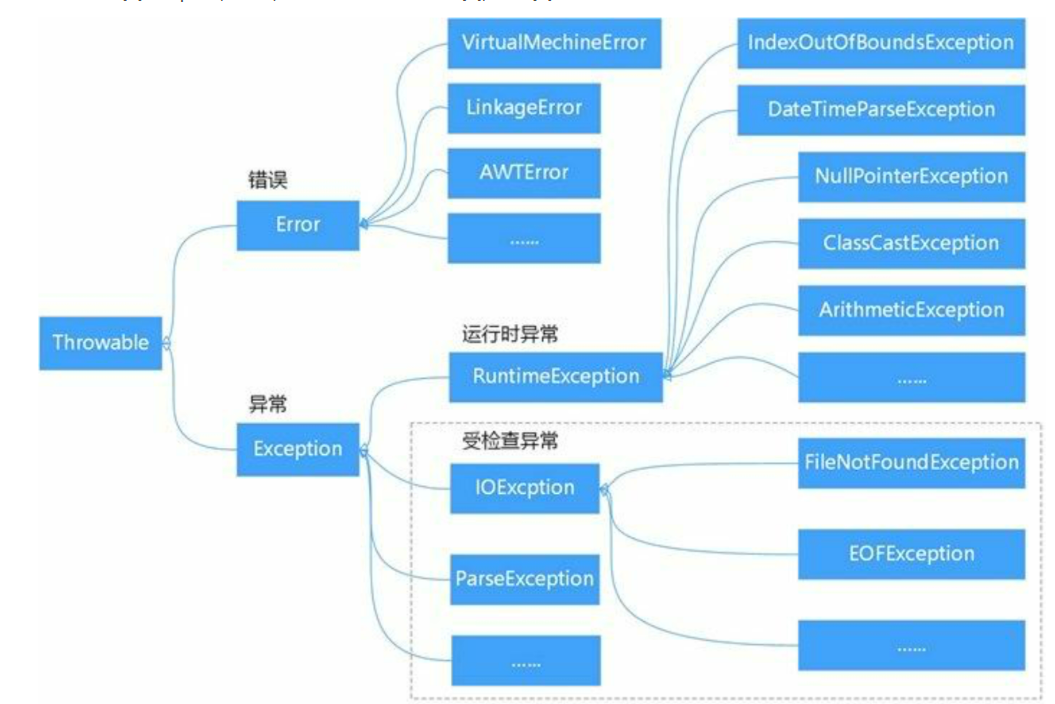 VirtualMechineError
IndexOutOfBoundsException
LinkageError
DateTimeParseException
AWTError
NullPointerException
错误
Error
……
ClassCastException
ArithmeticException
Throwable
运行时异常
RuntimeException
……
异常
Exception
受检查异常
IOExcption
FileNotFoundException
EOFException
ParseException
……
……